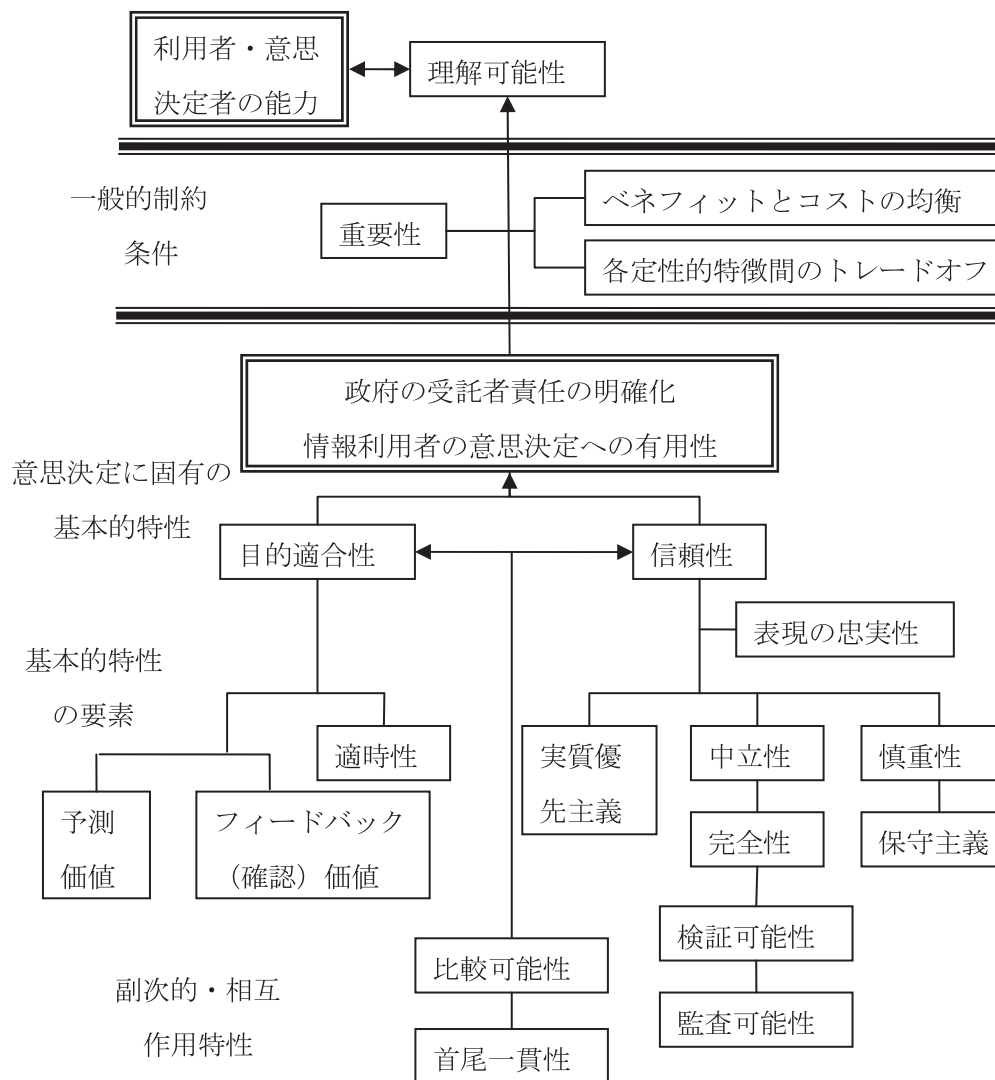 利用者・意思
決定者の能力
理解可能性
一般的制約
条件
重要性
ベネフィットとコストの均衡
各定性的特徴間のトレードオフ
政府の受託者責任の明確化
情報利用者の意思決定への有用性
意思決定に固有の
基本的特性
目的適合性
信頼性
表現の忠実性
基本的特性
の要素
適時性
実質優
先主義
中立性
慎重性
予測
価値
フィードバック
（確認）価値
完全性
保守主義
検証可能性
比較可能性
副次的・相互
作用特性
監査可能性
首尾一貫性